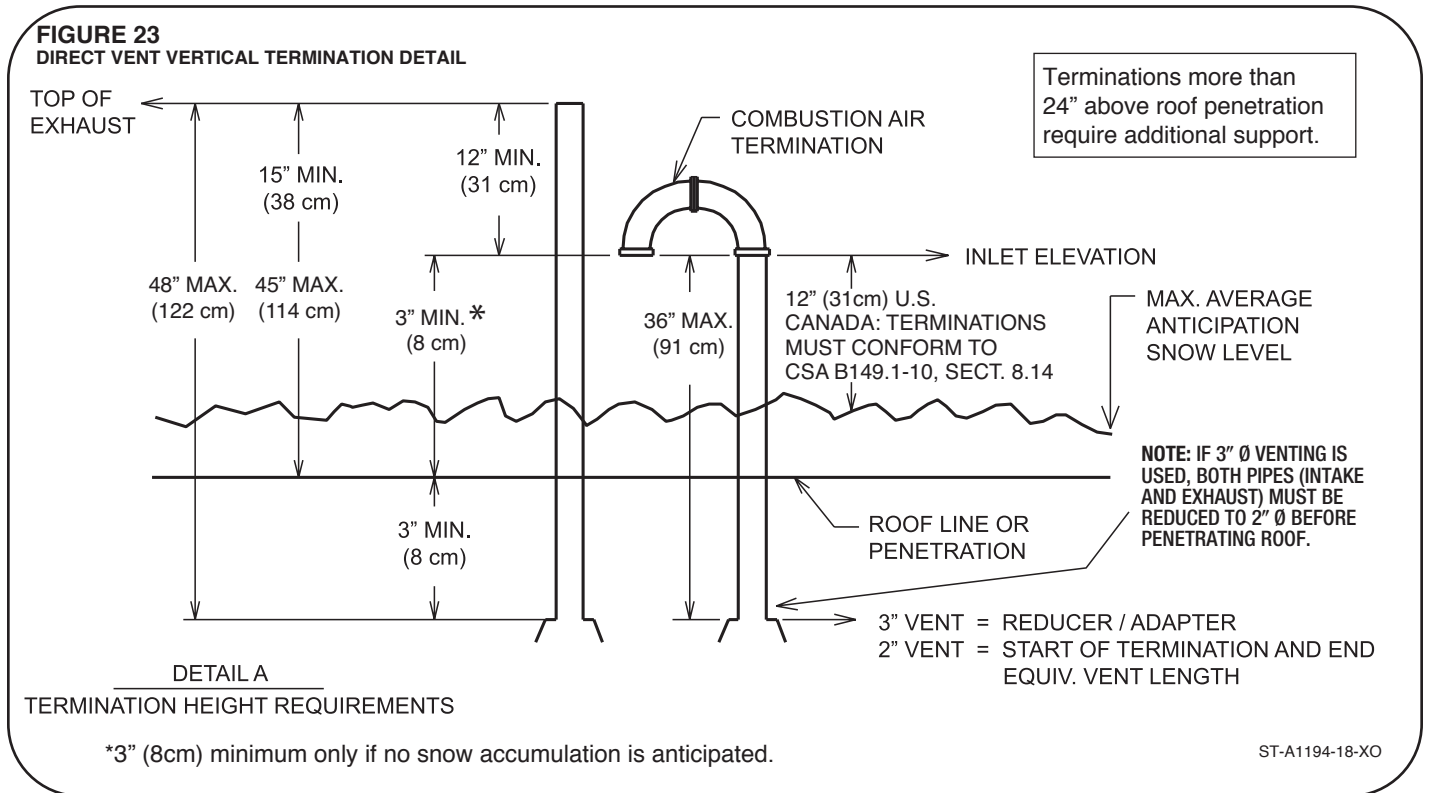 FIGURE 23
DIRECT VENT VERTICAL TERMINATION DETAIL
TOP OF
EXHAUST
15” MIN.
(38 cm)
12” MIN.
(31 cm)
COMBUSTION AIR
TERMINATION
Terminations more than
24” above roof penetration
require additional support.
INLET ELEVATION
48” MAX.
(122 cm)
45” MAX.
(114 cm)
3” MIN. *
(8 cm)
36” MAX.
(91 cm)
12” (31cm) U.S.
CANADA: TERMINATIONS
MUST CONFORM TO
CSA B149.1-10, SECT. 8.14
MAX. AVERAGE
ANTICIPATION
SNOW LEVEL
3” MIN.
(8 cm)
ROOF LINE OR
PENETRATION
NOTE: IF 3” Ø VENTING IS
USED, BOTH PIPES (INTAKE
AND EXHAUST) MUST BE
REDUCED TO 2” Ø BEFORE
PENETRATING ROOF.
3” VENT = REDUCER / ADAPTER
2” VENT = START OF TERMINATION AND END
EQUIV. VENT LENGTH
DETAIL A
TERMINATION HEIGHT REQUIREMENTS
*3” (8cm) minimum only if no snow accumulation is anticipated.
ST-A1194-18-XO